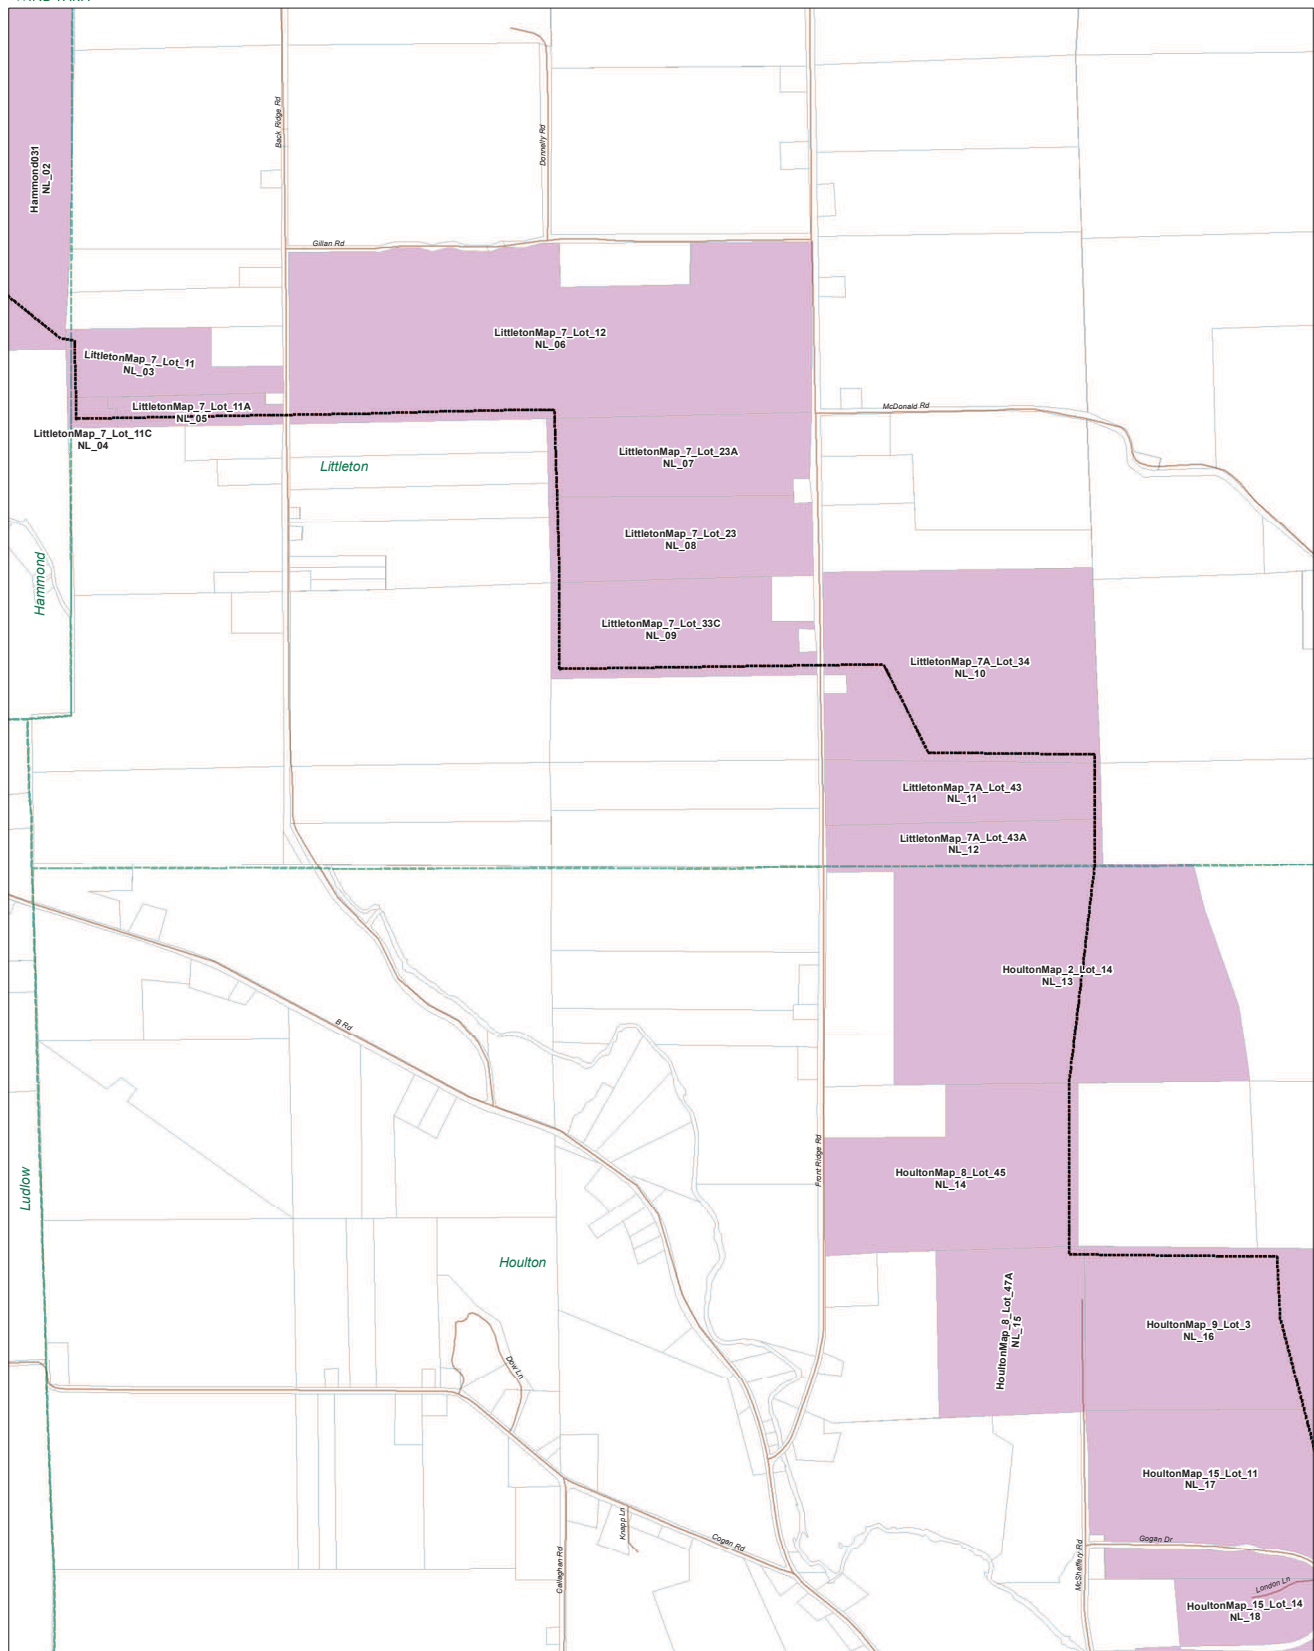 Hammond031
NL_02
Back Ridge Rd
Donnelly Rd
Gillan Rd
LittletonMap_7_Lot_12
NL_06
LittletonMap_7_Lot_11
NL_03
LittletonMap_7_Lot_11A
NL_05
LittletonMap_7_Lot_11C
NL_04
McDonald Rd
Littleton
LittletonMap_7_Lot_23A
NL_07
LittletonMap_7_Lot_23
NL_08
Hammond
LittletonMap_7_Lot_33C
NL_09
LittletonMap_7A_Lot_34
NL_10
LittletonMap_7A_Lot_43
NL_11
LittletonMap_7A_Lot_43A
NL_12
HoultonMap_2_Lot_14
NL_13
B Rd
Front Ridge Rd
HoultonMap_8_Lot_45
NL_14
Ludlow
Houlton
HoultonMap_8_Lot_47A
NL_15
HoultonMap_9_Lot_3
NL_16
Dow Ln
HoultonMap_15_Lot_11
NL_17
Knapp Ln
Cogan Rd
Callaghan Rd
McSheffery Rd
Gogan Dr
London Ln
HoultonMap_15_Lot_14
NL_18